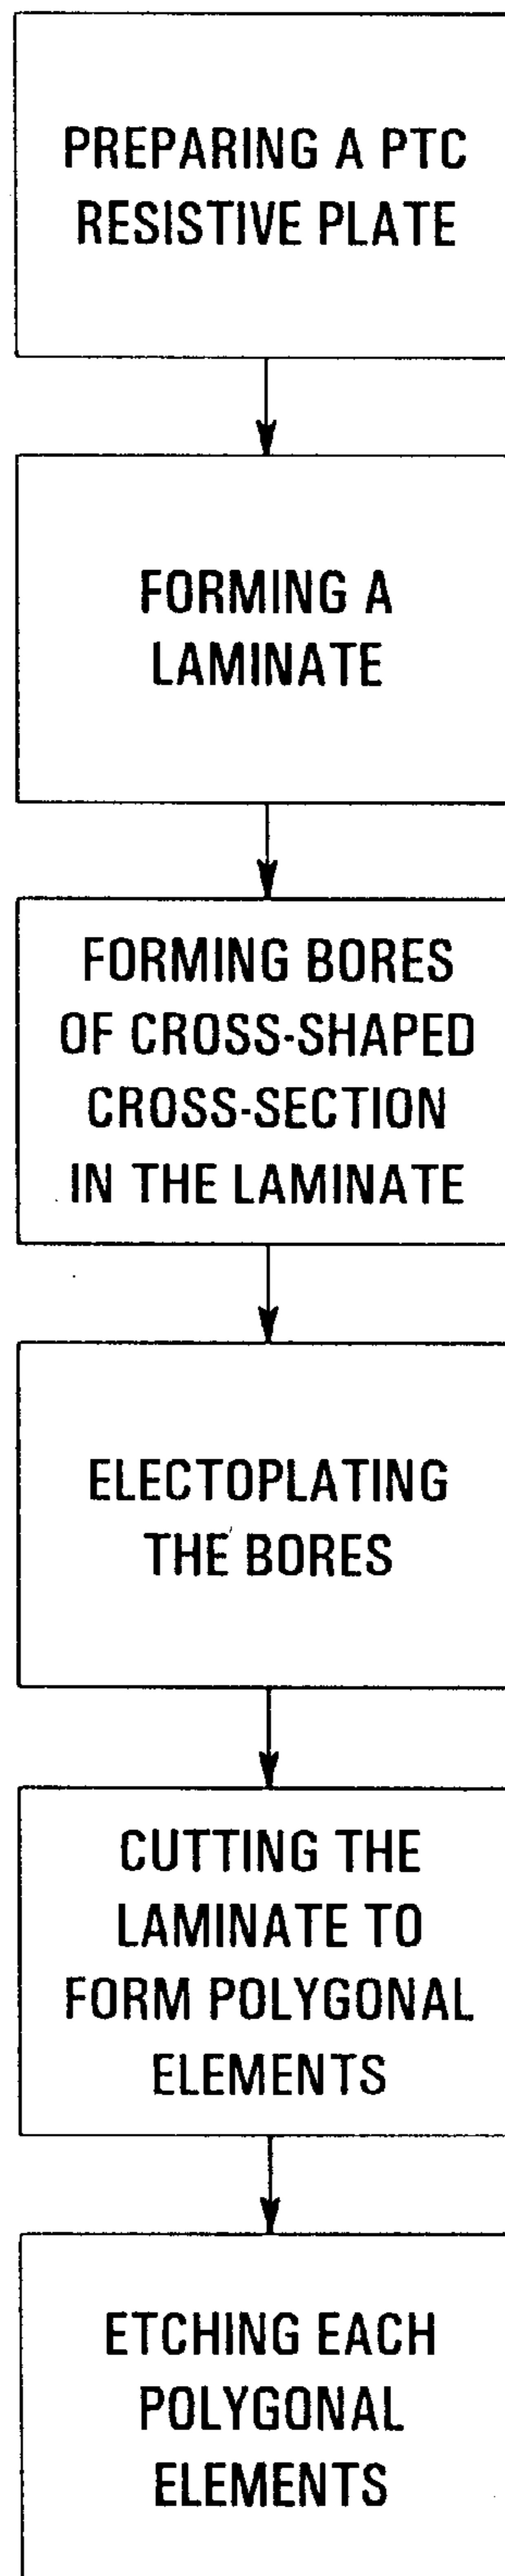 PREPARING A PTC
RESISTIVE PLATE
FORMING A
LAMINATE
FORMING BORES
OF CROSS-SHAPED
CROSS-SECTION
IN THE LAMINATE
ELECTOPLATING
THE BORES
CUTTING THE
LAMINATE TO
FORM POLYGONAL
ELEMENTS
ETCHING EACH
POLYGONAL
ELEMENTS